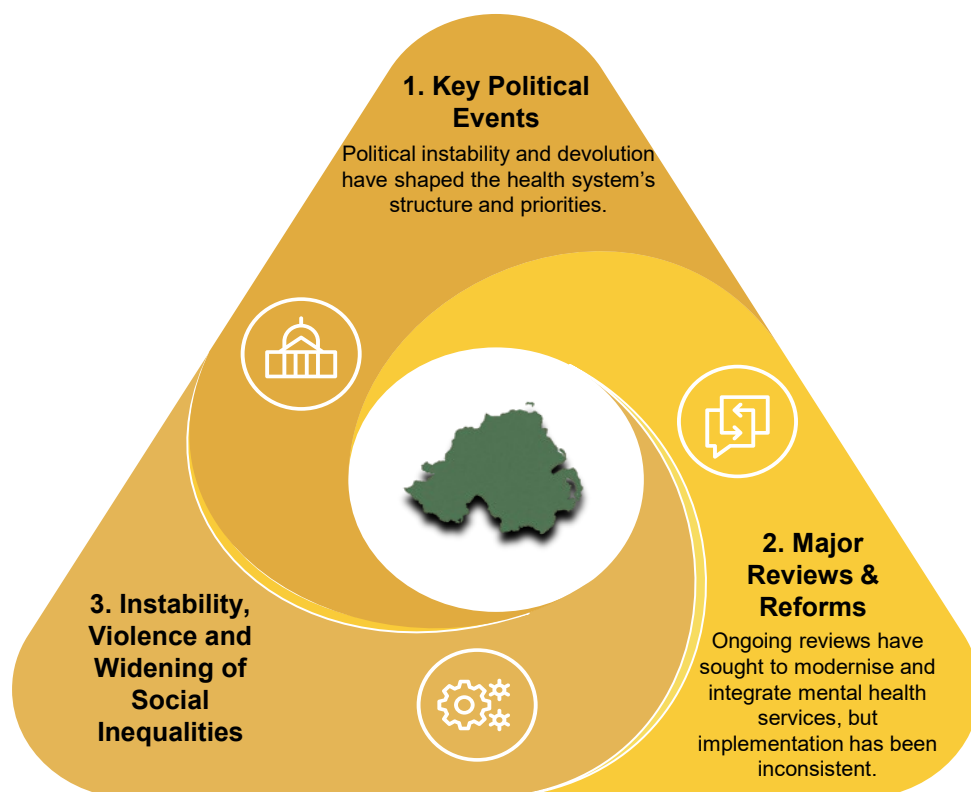 1. Key Political
Events
Political instability and devolution
have shaped the health system’s
structure and priorities.
2. Major
Reviews &
Reforms
Ongoing reviews have
sought to modernise and
integrate mental health
services, but
implementation has been
inconsistent.
3. Instability,
Violence and
Widening of
Social
Inequalities